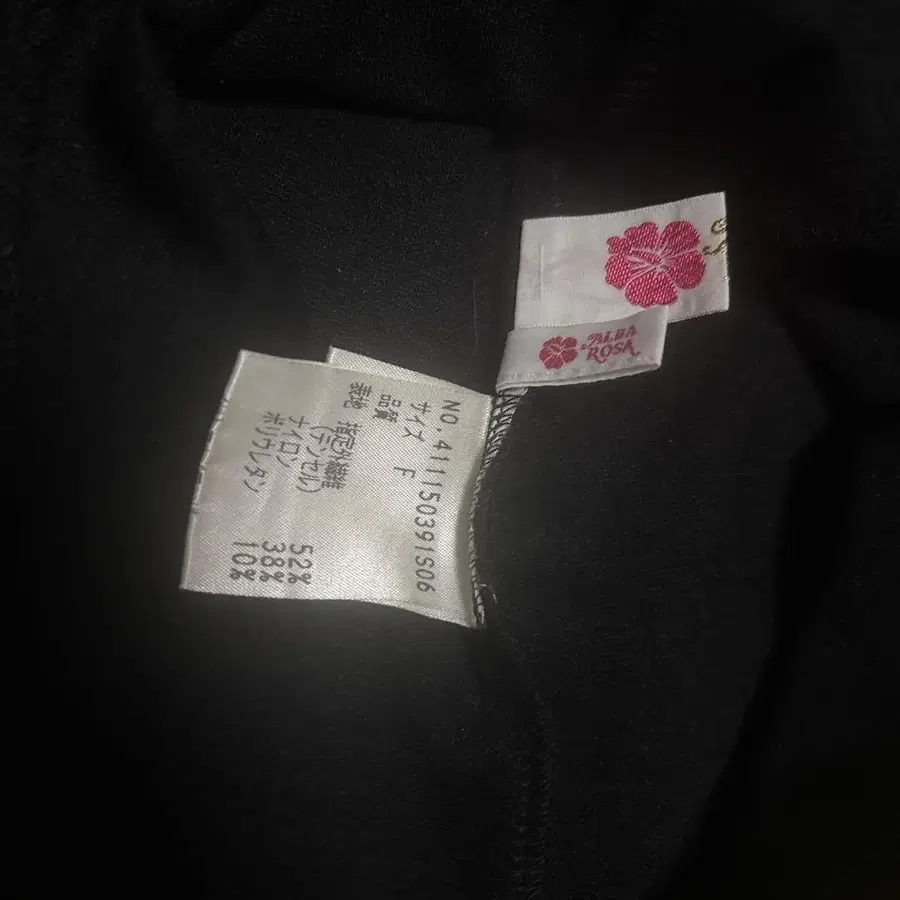 ALBA
ROSA
NO.411150391S06
サイズ F
品質
表地 指定外繊維
(テンセル) 52%
ナイロン 38%
ポリウレタン 10%